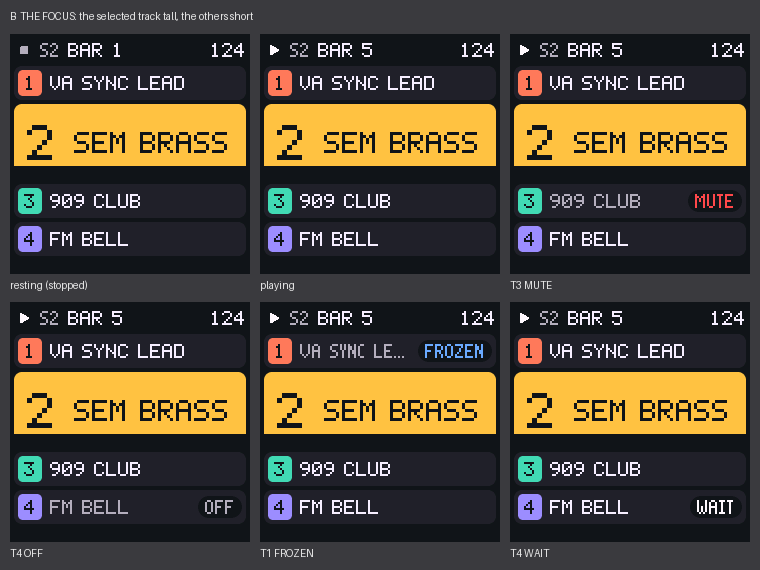 B THE FOCUS: the selected track tall, the others short
S2 BAR 1 124
1 VA SYNC LEAD
2 SEM BRASS
3 909 CLUB
4 FM BELL
resting (stopped)
S2 BAR 5 124
1 VA SYNC LEAD
2 SEM BRASS
3 909 CLUB
4 FM BELL
playing
S2 BAR 5 124
1 VA SYNC LEAD
2 SEM BRASS
3 909 CLUB MUTE
4 FM BELL
T3 MUTE
S2 BAR 5 124
1 VA SYNC LEAD
2 SEM BRASS
3 909 CLUB
4 FM BELL OFF
T4 OFF
S2 BAR 5 124
1 VA SYNC LE... FROZEN
2 SEM BRASS
3 909 CLUB
4 FM BELL
T1 FROZEN
S2 BAR 5 124
1 VA SYNC LEAD
2 SEM BRASS
3 909 CLUB
4 FM BELL WAIT
T4 WAIT